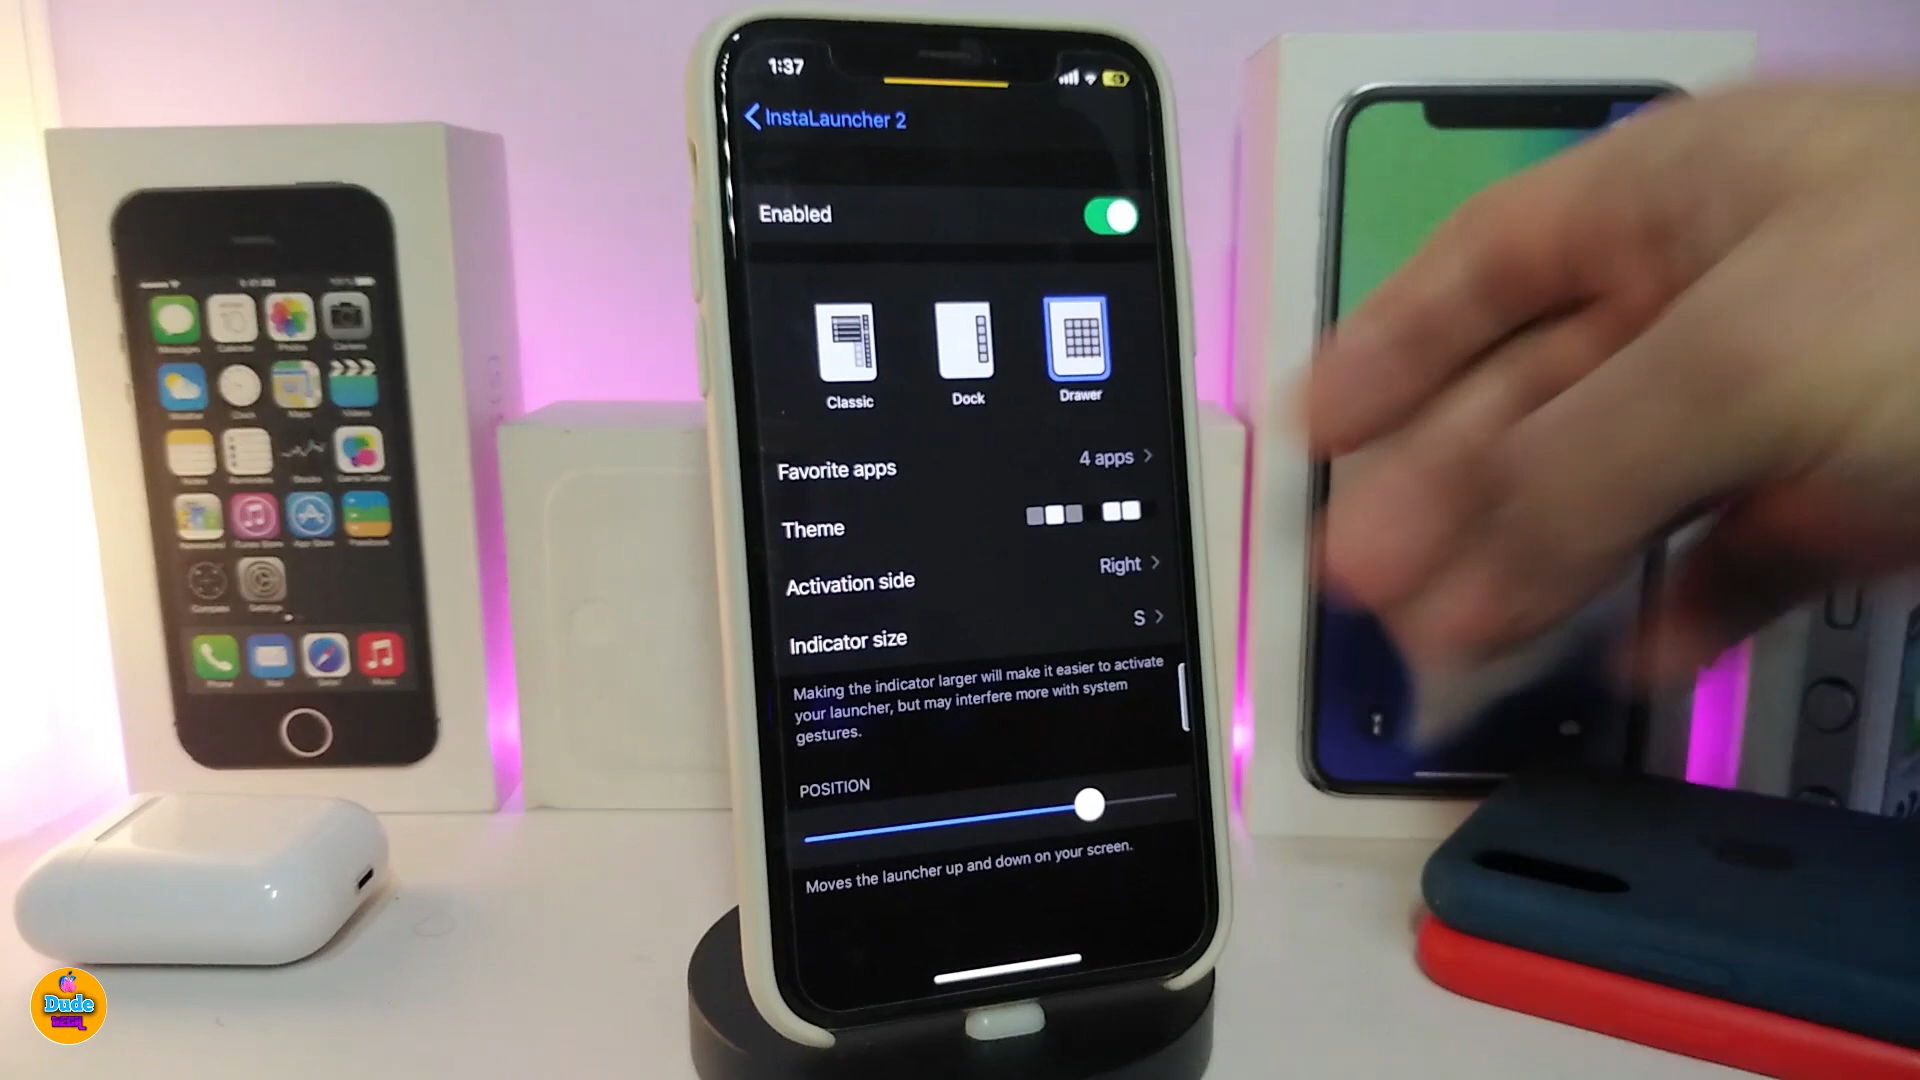 1:37
InstaLauncher 2
Enabled
Classic
Dock
Drawer
Favorite apps
4 apps
Theme
Activation side
Right
Indicator size
S
Making the indicator larger will make it easier to activate
your launcher, but may interfere more with system
gestures.
POSITION
Moves the launcher up and down on your screen.
Dude